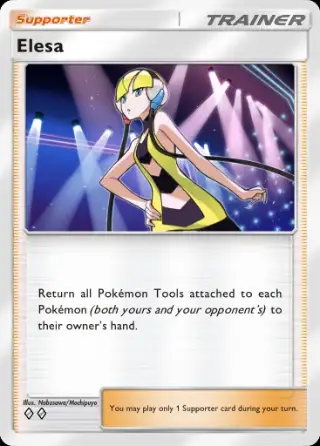 Supporter
TRAINER
Elesa
Return all Pokémon Tools attached to each
Pokémon (both yours and your opponent's) to
their owner's hand.
Illus. Nobusawa/Mochipuyo
You may play only 1 Supporter card during your turn.